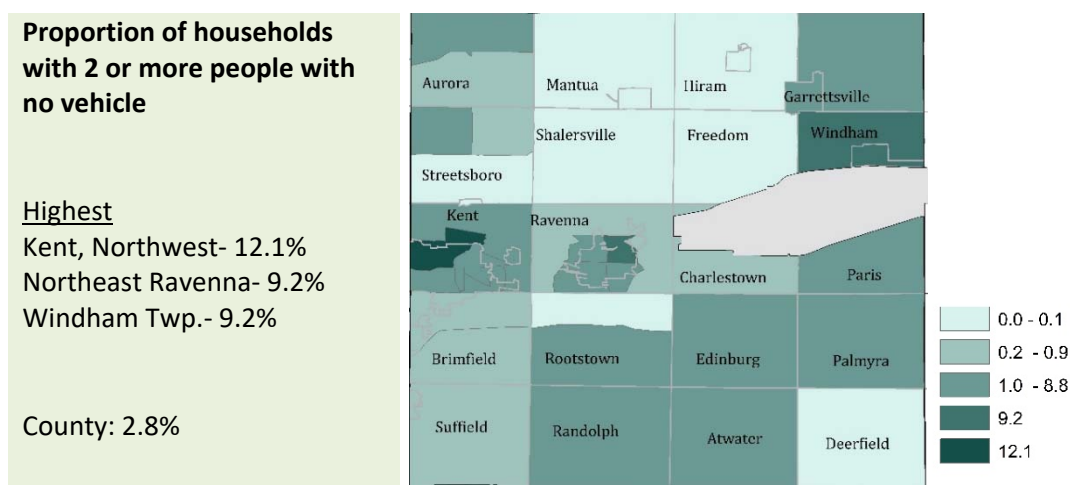 Proportion of households
with 2 or more people with
no vehicle
Highest
Kent, Northwest- 12.1%
Northeast Ravenna- 9.2%
Windham Twp.- 9.2%
County: 2.8%
Aurora
Mantua
Hiram
Garrettsville
Shalersville
Freedom
Windham
Streetsboro
Kent
Ravenna
Charlestown
Paris
Brimfield
Rootstown
Edinburg
Palmyra
Suffield
Randolph
Atwater
Deerfield
0.0 - 0.1
0.2 - 0.9
1.0 - 8.8
9.2
12.1